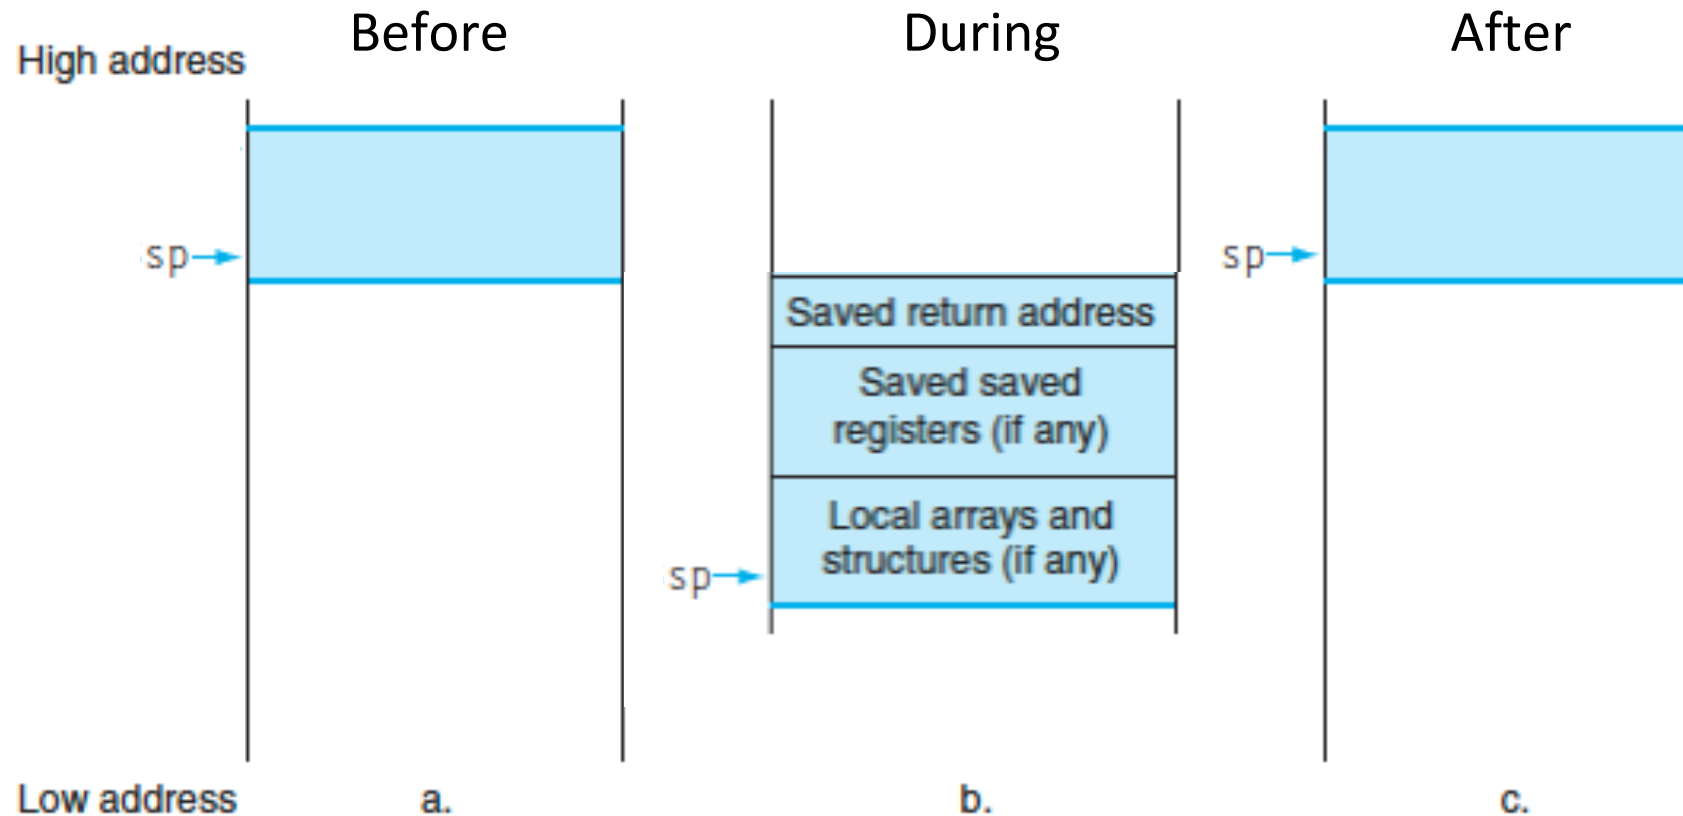 Before
During
After
High address
sp
sp
Saved return address
Saved saved
registers (if any)
Local arrays and
structures (if any)
sp
Low address
a.
b.
c.